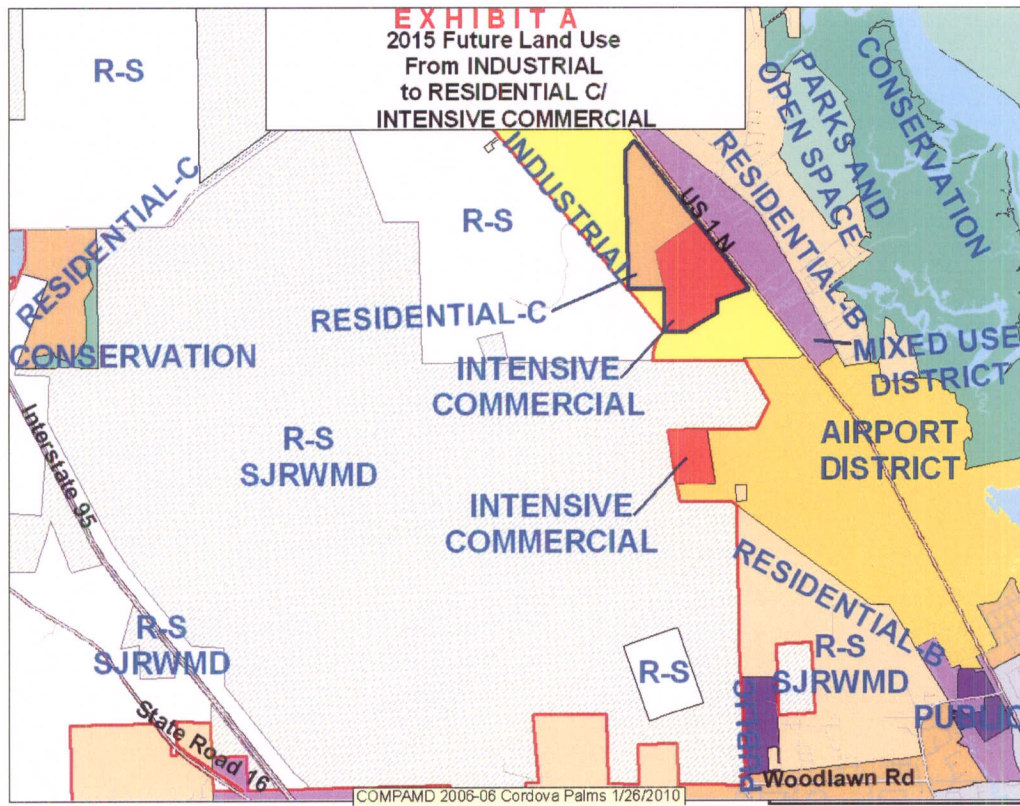 EXHIBIT A
2015 Future Land Use
From INDUSTRIAL
to RESIDENTIAL C/
INTENSIVE COMMERCIAL
R-S
RESIDENTIAL-C
CONSERVATION
R-S
INDUSTRIAL
US 1 N
RESIDENTIAL-B
PARKS AND
OPEN SPACE
CONSERVATION
RESIDENTIAL-C
INTENSIVE
COMMERCIAL
MIXED USE
DISTRICT
AIRPORT
DISTRICT
R-S
SJRWMD
INTENSIVE
COMMERCIAL
Interstate 95
RESIDENTIAL-B
R-S
SJRWMD
R-S
R-S
SJRWMD
PUBLIC
PUBLIC
State Road 16
Woodlawn Rd
COMPAMD 2006-06 Cordova Palms 1/26/2010